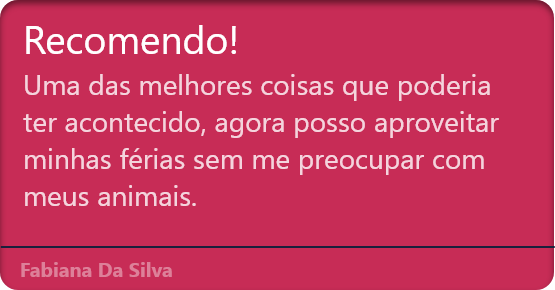 Recomendo!
Uma das melhores coisas que poderia
ter acontecido, agora posso aproveitar
minhas férias sem me preocupar com
meus animais.
Fabiana Da Silva